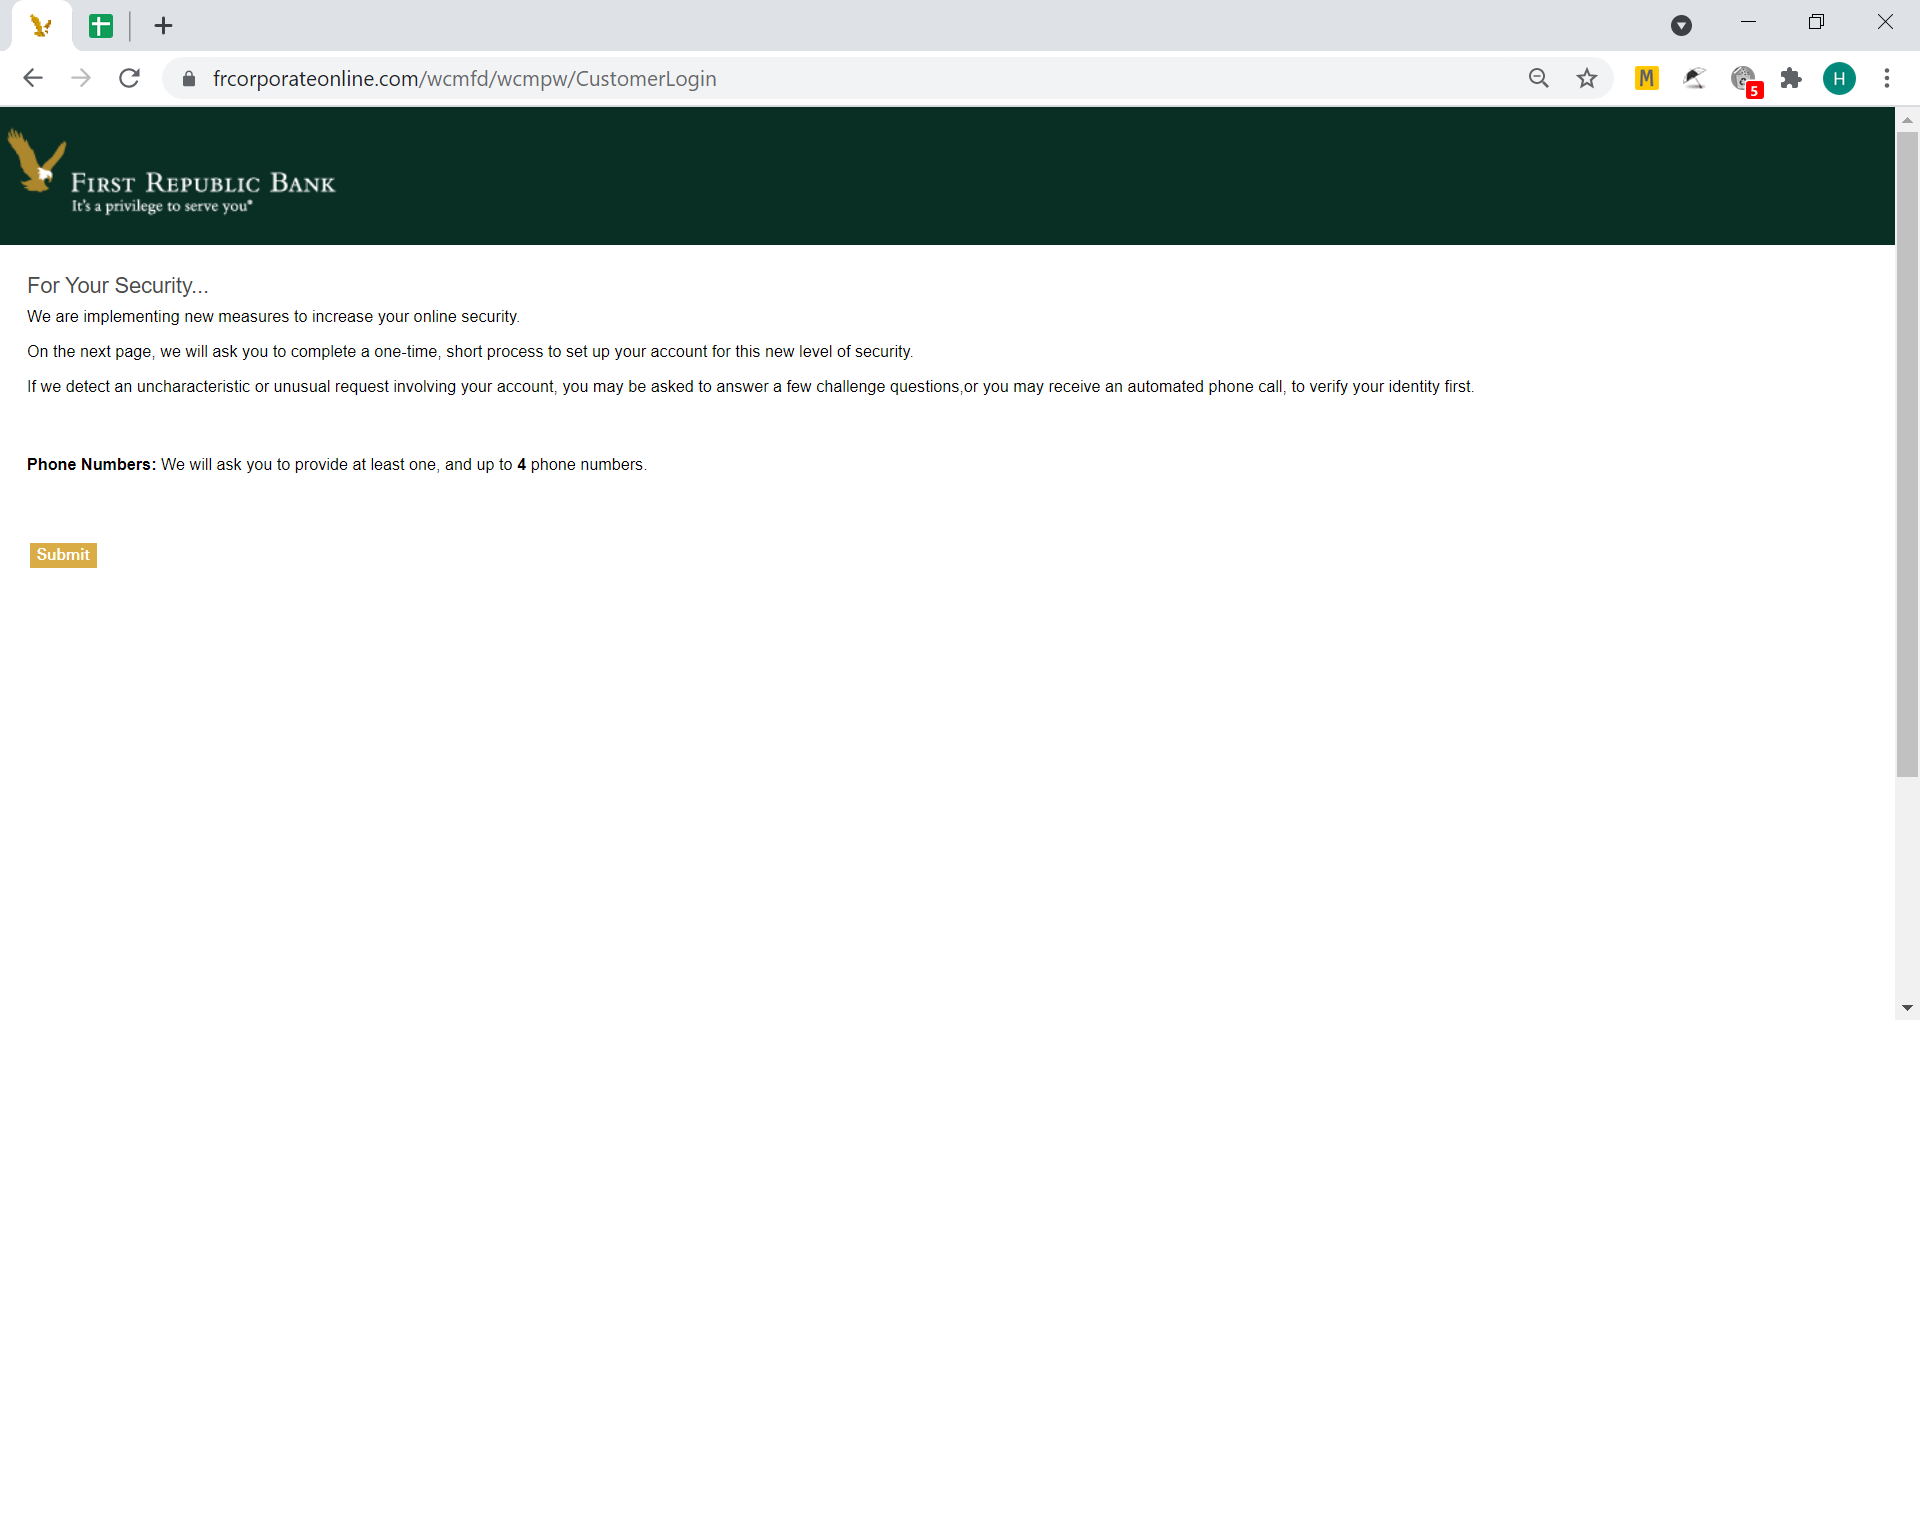 frcorporateonline.com/wcmfd/wcmpw/CustomerLogin
M
5
H
FIRST REPUBLIC BANK
It's a privilege to serve you®
For Your Security...
We are implementing new measures to increase your online security.
On the next page, we will ask you to complete a one-time, short process to set up your account for this new level of security.
If we detect an uncharacteristic or unusual request involving your account, you may be asked to answer a few challenge questions,or you may receive an automated phone call, to verify your identity first.
Phone Numbers: We will ask you to provide at least one, and up to 4 phone numbers.
Submit